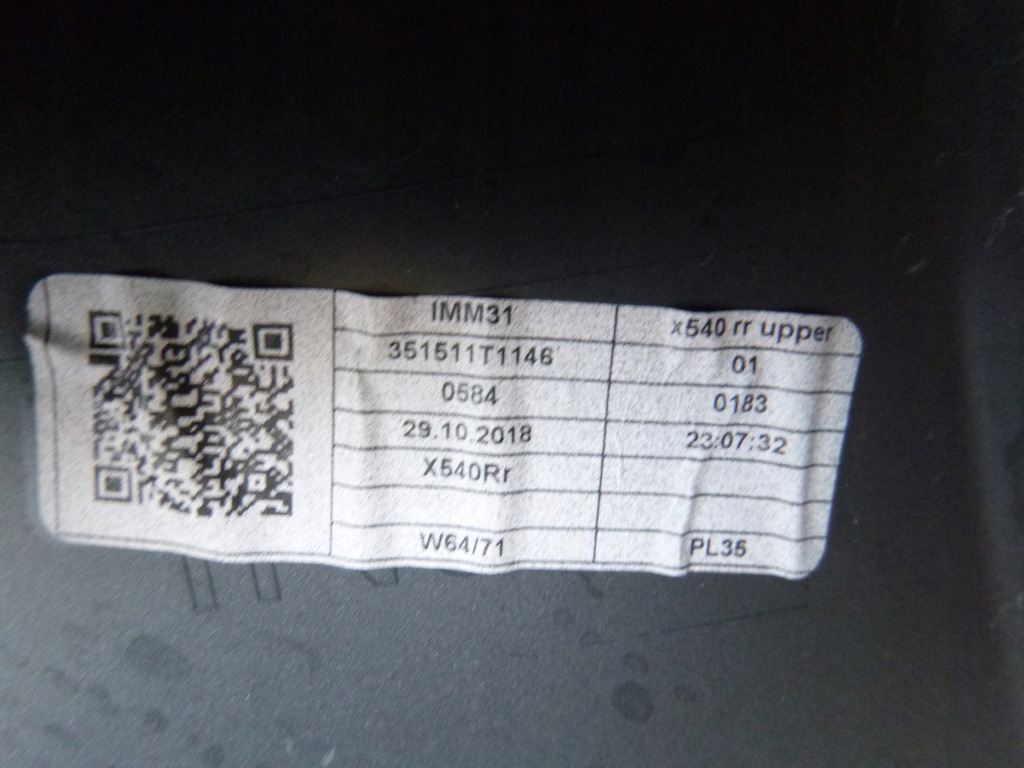 IMM31 x540 rr upper
351511T1146 01
0584 0183
29.10.2018 23:07:32
X540Rr
W64/71 PL35